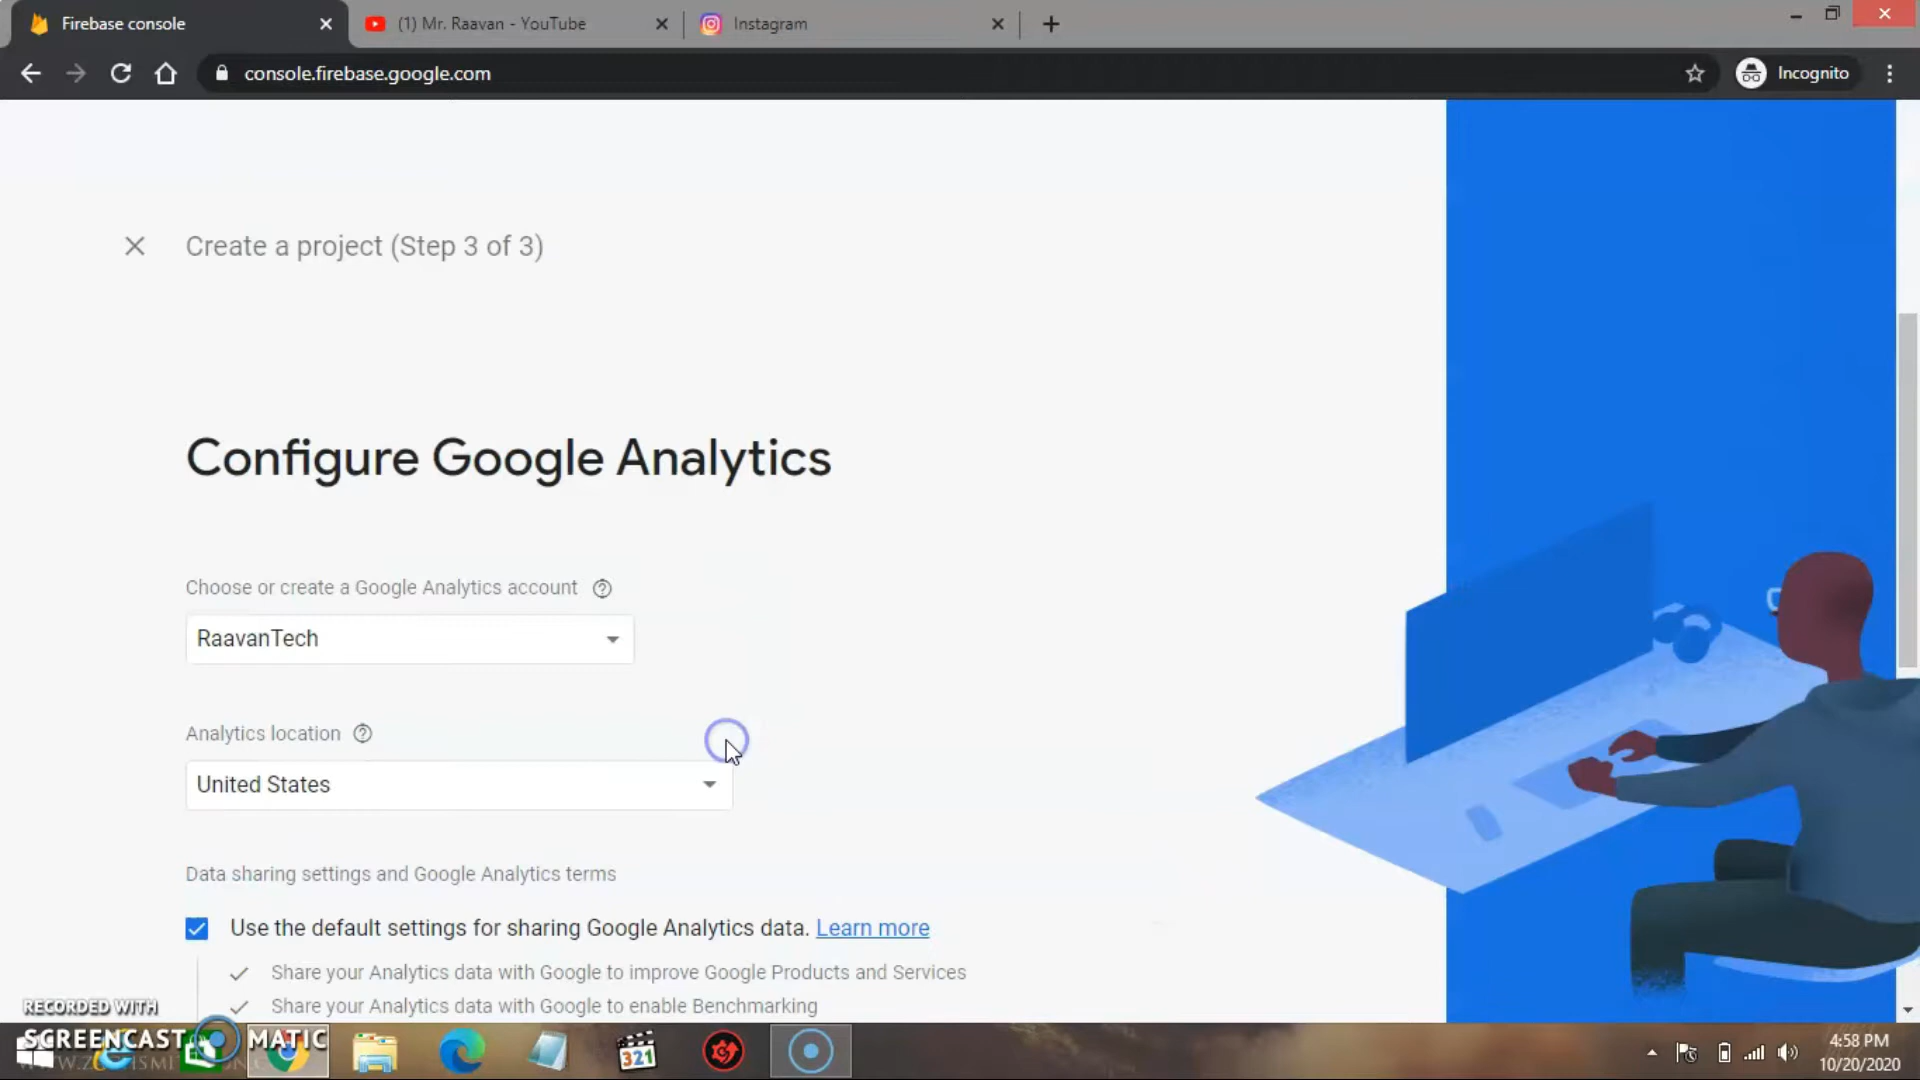 Firebase console
(1) Mr. Raavan - YouTube
Instagram
console.firebase.google.com
Incognito
Create a project (Step 3 of 3)
Configure Google Analytics
Choose or create a Google Analytics account
RaavanTech
Analytics location
United States
Data sharing settings and Google Analytics terms
Use the default settings for sharing Google Analytics data. Learn more
Share your Analytics data with Google to improve Google Products and Services
Share your Analytics data with Google to enable Benchmarking
RECORDED WITH
SCREENCAST MATIC
321
4:58 PM
10/20/2020